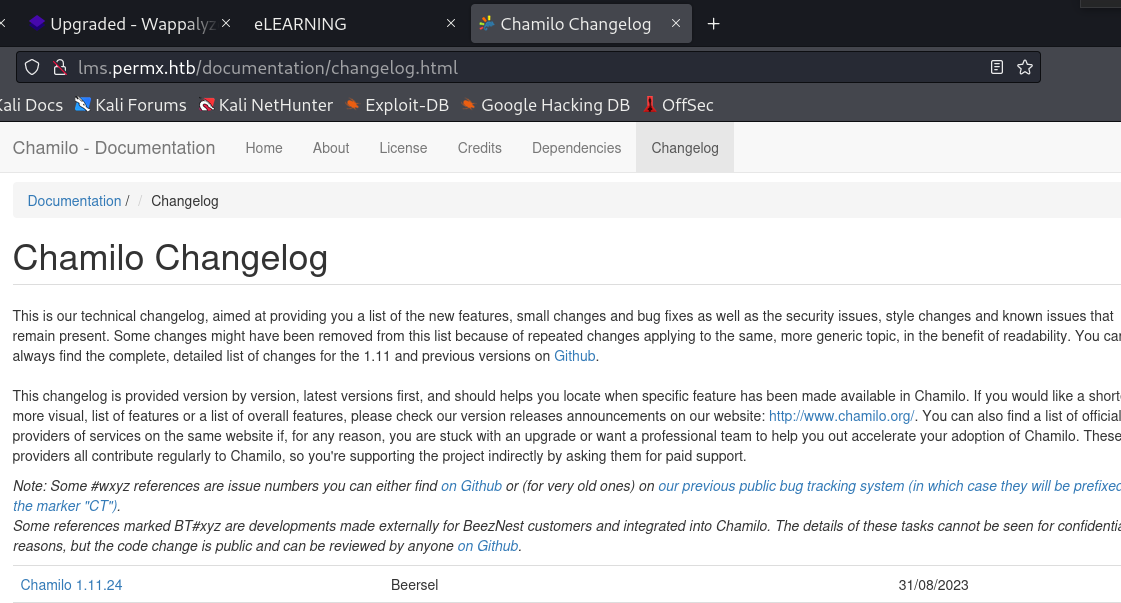 Upgraded - Wappalyz
eLEARNING
Chamilo Changelog
lms.permx.htb/documentation/changelog.html
Kali Docs Kali Forums Kali NetHunter Exploit-DB Google Hacking DB OffSec
Chamilo - Documentation Home About License Credits Dependencies Changelog
Documentation / / Changelog
Chamilo Changelog
This is our technical changelog, aimed at providing you a list of the new features, small changes and bug fixes as well as the security issues, style changes and known issues that
remain present. Some changes might have been removed from this list because of repeated changes applying to the same, more generic topic, in the benefit of readability. You can
always find the complete, detailed list of changes for the 1.11 and previous versions on Github.
This changelog is provided version by version, latest versions first, and should helps you locate when specific feature has been made available in Chamilo. If you would like a short
more visual, list of features or a list of overall features, please check our version releases announcements on our website: http://www.chamilo.org/. You can also find a list of official
providers of services on the same website if, for any reason, you are stuck with an upgrade or want a professional team to help you out accelerate your adoption of Chamilo. These
providers all contribute regularly to Chamilo, so you're supporting the project indirectly by asking them for paid support.
Note: Some #wxyz references are issue numbers you can either find on Github or (for very old ones) on our previous public bug tracking system (in which case they will be prefixed
the marker "CT").
Some references marked BT#xyz are developments made externally for BeezNest customers and integrated into Chamilo. The details of these tasks cannot be seen for confidentia
reasons, but the code change is public and can be reviewed by anyone on Github.
Chamilo 1.11.24 Beersel 31/08/2023